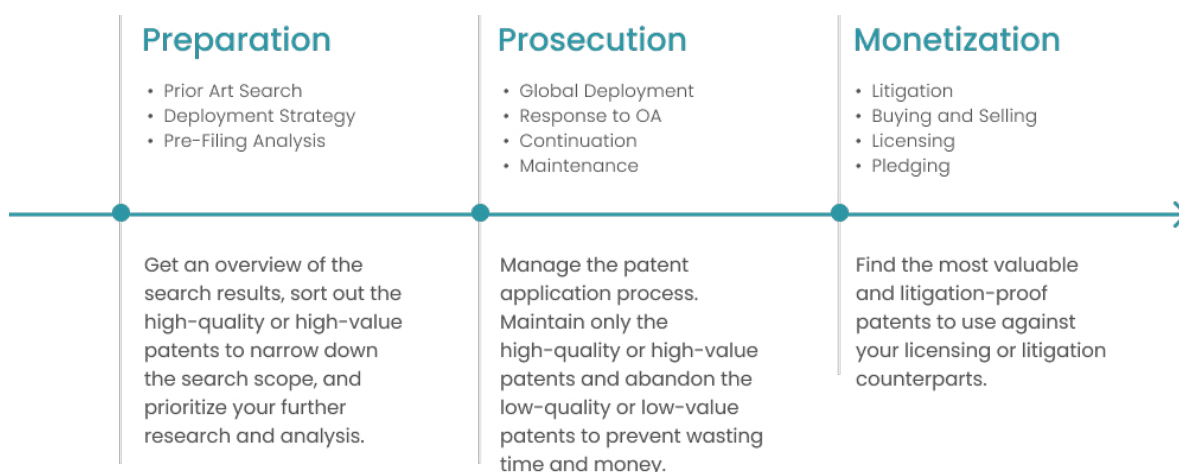 Preparation
• Prior Art Search
• Deployment Strategy
• Pre-Filing Analysis
Get an overview of the
search results, sort out the
high-quality or high-value
patents to narrow down
the search scope, and
prioritize your further
research and analysis.
Prosecution
• Global Deployment
• Response to OA
• Continuation
• Maintenance
Manage the patent
application process.
Maintain only the
high-quality or high-value
patents and abandon the
low-quality or low-value
patents to prevent wasting
time and money.
Monetization
• Litigation
• Buying and Selling
• Licensing
• Pledging
Find the most valuable
and litigation-proof
patents to use against
your licensing or litigation
counterparts.